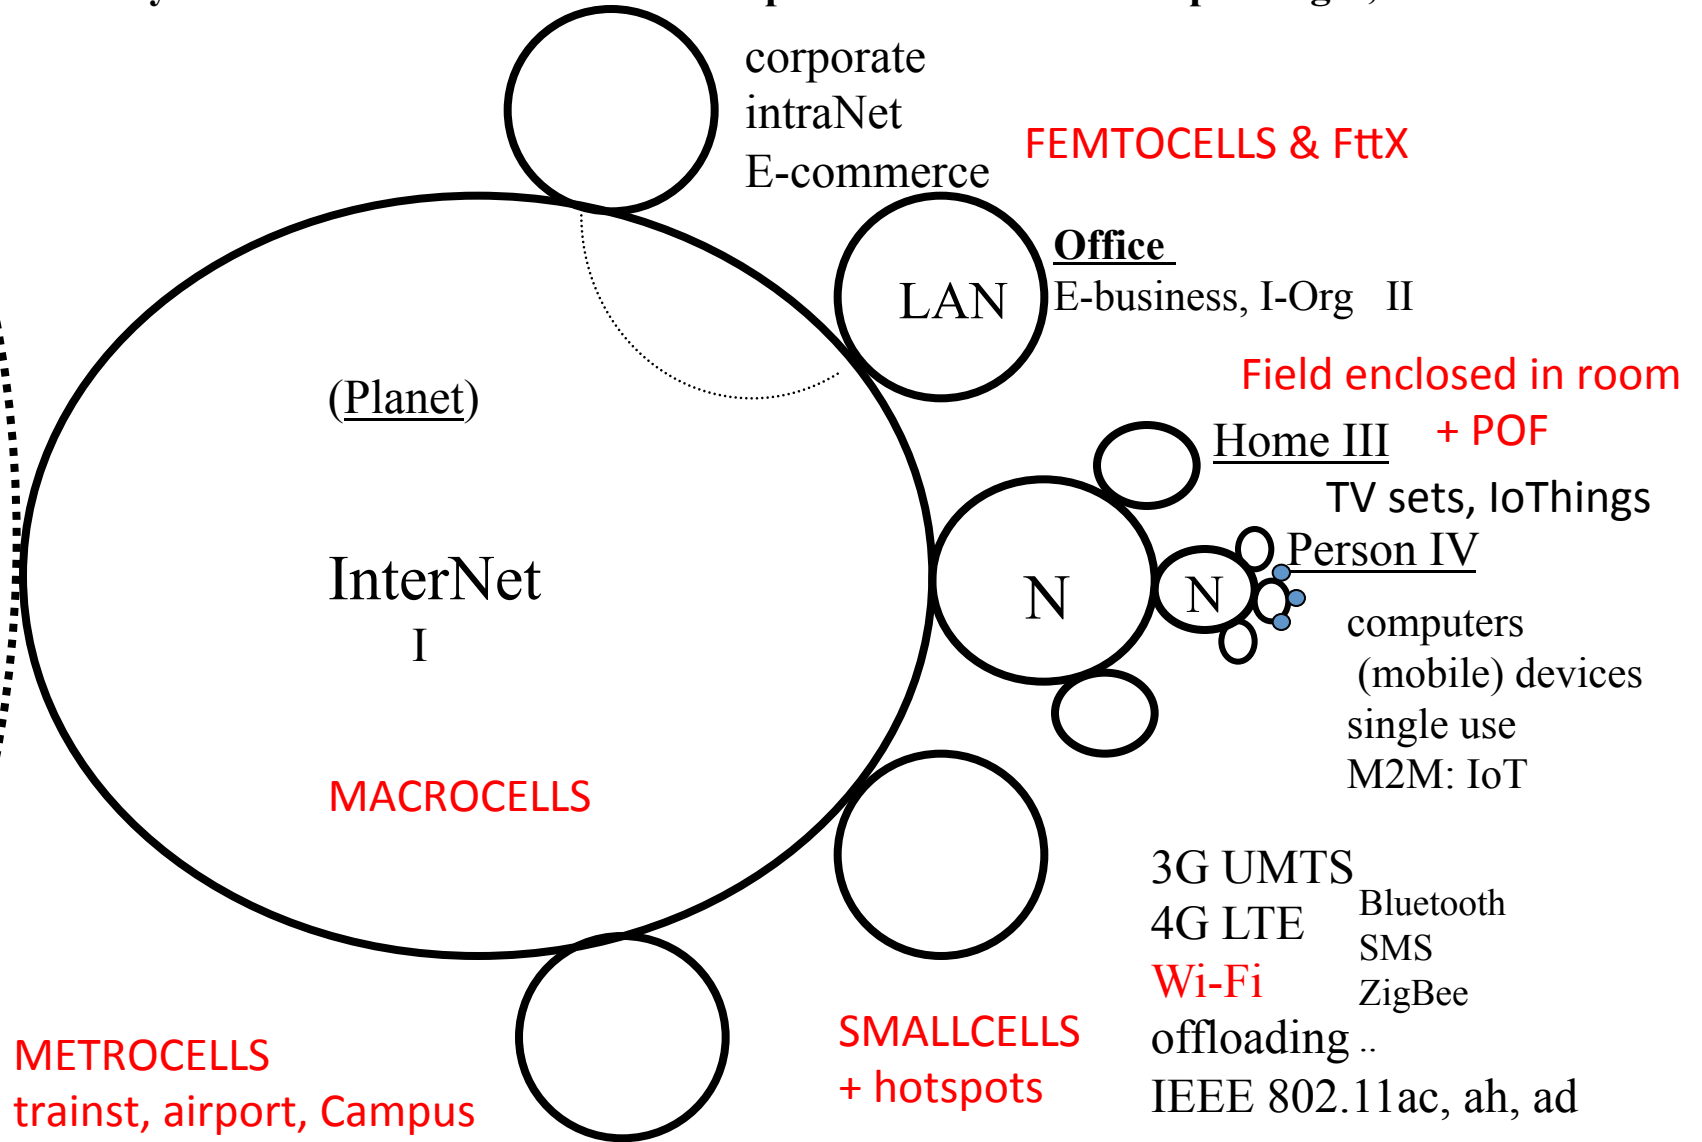 corporate
intraNet
E-commerce
FEMTOCELLS & FttX
Office
LAN
E-business, I-Org II
Field enclosed in room
+ POF
(Planet)
Home III
TV sets, IoThings
Person IV
InterNet
I
N
N
computers
(mobile) devices
single use
M2M: IoT
MACROCELLS
3G UMTS
4G LTE
Wi-Fi
offloading ..
IEEE 802.11ac, ah, ad
Bluetooth
SMS
ZigBee
SMALLCELLS
+ hotspots
METROCELLS
trainst, airport, Campus